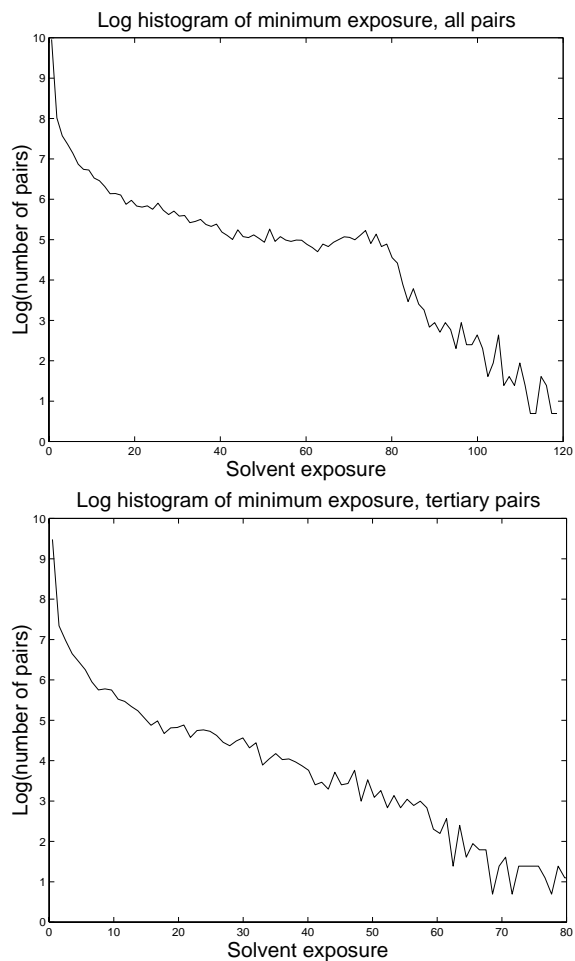 Log histogram of minimum exposure, all pairs
10
9
8
7
6
5
4
3
2
1
0
Log(number of pairs)
0 20 40 60 80 100 120
Solvent exposure
Log histogram of minimum exposure, tertiary pairs
10
9
8
7
6
5
4
3
2
1
0
Log(number of pairs)
0 10 20 30 40 50 60 70 80
Solvent exposure